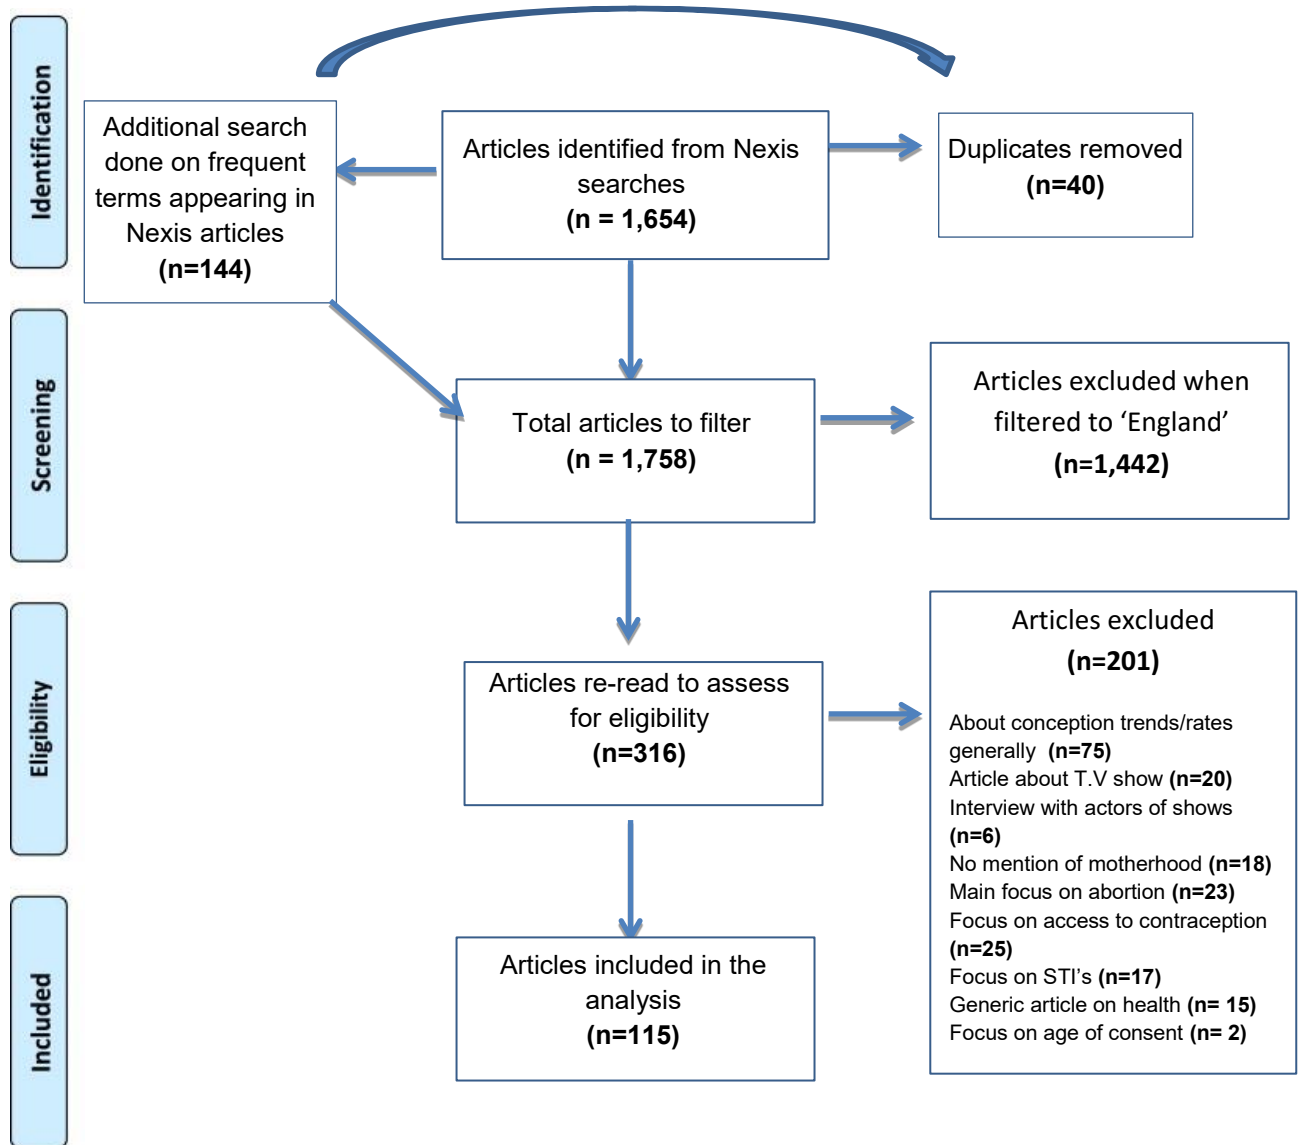 Identification
Additional search
done on frequent
terms appearing in
Nexis articles
(n=144)
Articles identified from Nexis
searches
(n = 1,654)
Duplicates removed
(n=40)
Screening
Total articles to filter
(n = 1,758)
Articles excluded when
filtered to ‘England’
(n=1,442)
Eligibility
Articles re-read to assess
for eligibility
(n=316)
Articles excluded
(n=201)
About conception trends/rates
generally (n=75)
Article about T.V show (n=20)
Interview with actors of shows
(n=6)
No mention of motherhood (n=18)
Main focus on abortion (n=23)
Focus on access to contraception
(n=25)
Focus on STI’s (n=17)
Generic article on health (n= 15)
Focus on age of consent (n= 2)
Included
Articles included in the
analysis
(n=115)